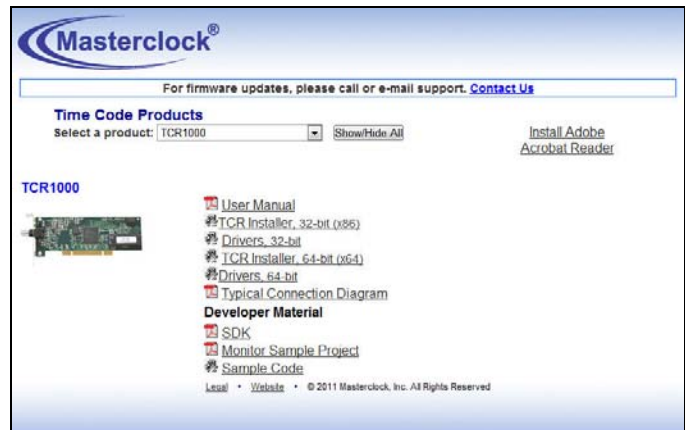 Masterclock®
For firmware updates, please call or e-mail support. Contact Us
Time Code Products
Select a product: TCR1000 Show/Hide All
Install Adobe
Acrobat Reader
TCR1000
User Manual
TCR Installer, 32-bit (x86)
Drivers, 32-bit
TCR Installer, 64-bit (x64)
Drivers, 64-bit
Typical Connection Diagram
Developer Material
SDK
Monitor Sample Project
Sample Code
Legal • Website • © 2011 Masterclock, Inc. All Rights Reserved